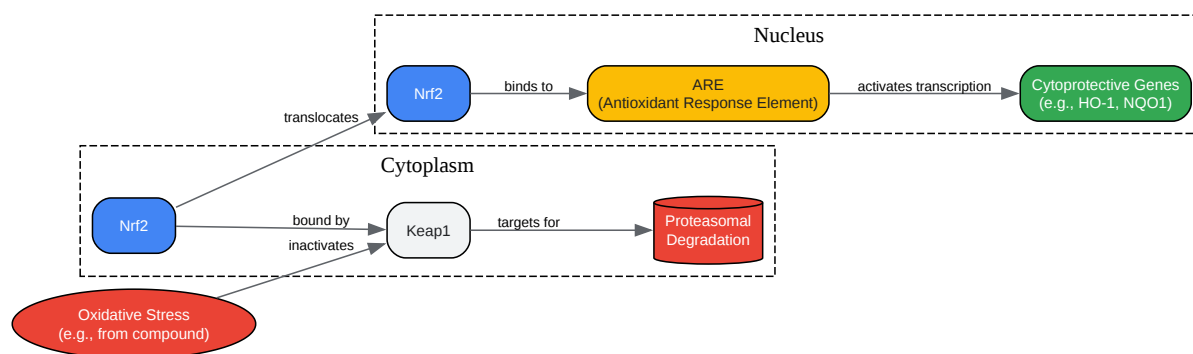 Nucleus
Nrf2
binds to
ARE
(Antioxidant Response Element)
activates transcription
Cytoprotective Genes
(e.g., HO-1, NQO1)
translocates
Cytoplasm
Nrf2
bound by
inactivates
Keap1
targets for
Proteasomal
Degradation
Oxidative Stress
(e.g., from compound)